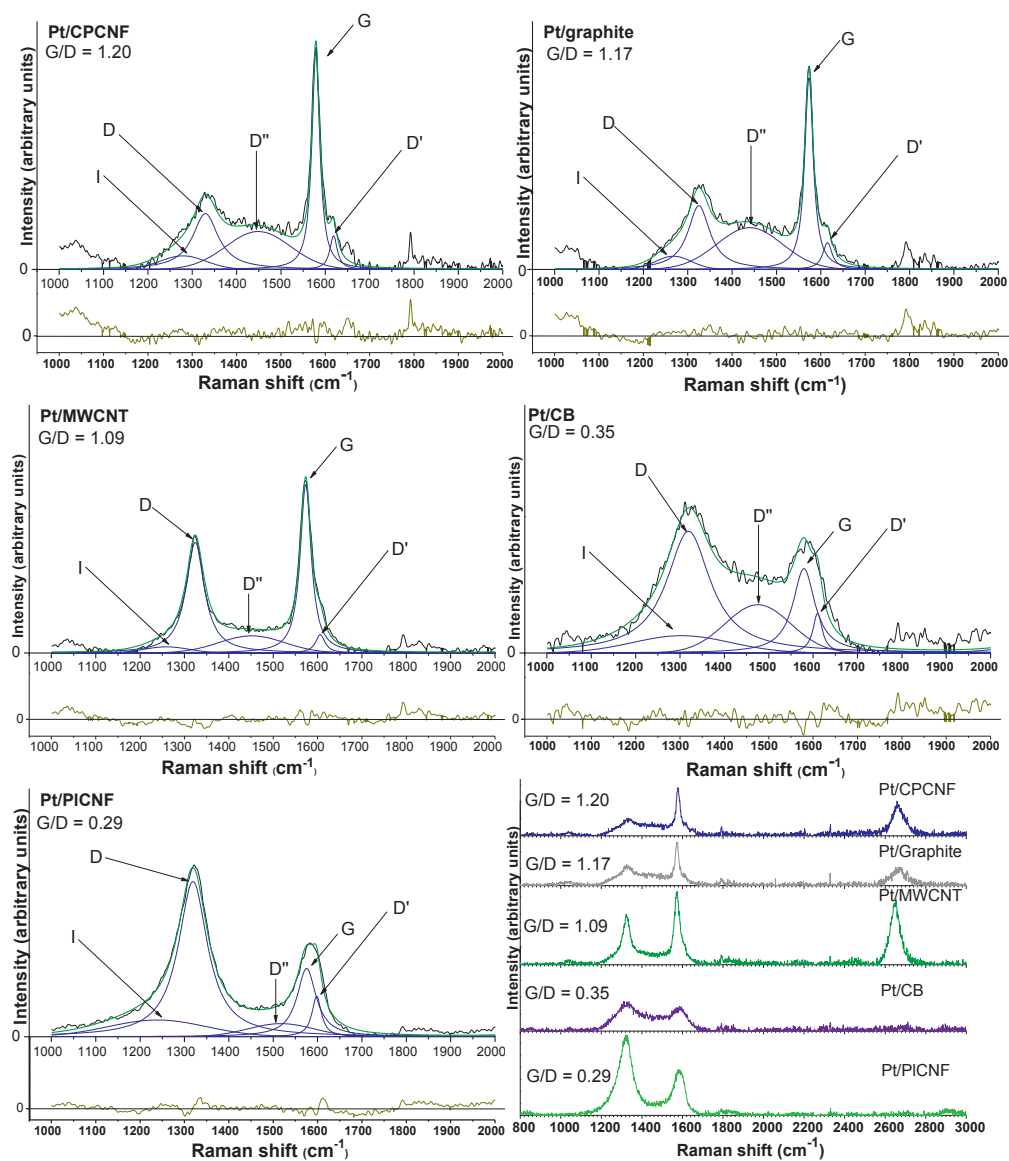 Pt/CPCNF
G/D = 1.20
G
D
D"
D'
I
Intensity (arbitrary units)
0
0
1000 1100 1200 1300 1400 1500 1600 1700 1800 1900 2000
1000 1100 1200 1300 1400 1500 1600 1700 1800 1900 2000
Raman shift (cm⁻¹)
Pt/graphite
G/D = 1.17
G
D
D"
D'
I
Intensity (arbitrary units)
0
0
1000 1100 1200 1300 1400 1500 1600 1700 1800 1900 2000
1000 1100 1200 1300 1400 1500 1600 1700 1800 1900 2000
Raman shift (cm⁻¹)
Pt/MWCNT
G/D = 1.09
G
D
D"
D'
I
Intensity (arbitrary units)
0
0
1000 1100 1200 1300 1400 1500 1600 1700 1800 1900 2000
1000 1100 1200 1300 1400 1500 1600 1700 1800 1900 2000
Raman shift (cm⁻¹)
Pt/CB
G/D = 0.35
D
D"
G
D'
I
Intensity (arbitrary units)
0
0
1000 1100 1200 1300 1400 1500 1600 1700 1800 1900 2000
1000 1100 1200 1300 1400 1500 1600 1700 1800 1900 2000
Raman shift (cm⁻¹)
Pt/PlCNF
G/D = 0.29
D
I
D"
G
D'
Intensity (arbitrary units)
0
0
1000 1100 1200 1300 1400 1500 1600 1700 1800 1900 2000
1000 1100 1200 1300 1400 1500 1600 1700 1800 1900 2000
Raman shift (cm⁻¹)
G/D = 1.20
Pt/CPCNF
G/D = 1.17
Pt/Graphite
Pt/MWCNT
G/D = 1.09
G/D = 0.35
Pt/CB
G/D = 0.29
Pt/PlCNF
Intensity (arbitrary units)
800 1000 1200 1400 1600 1800 2000 2200 2400 2600 2800 3000
Raman shift (cm⁻¹)